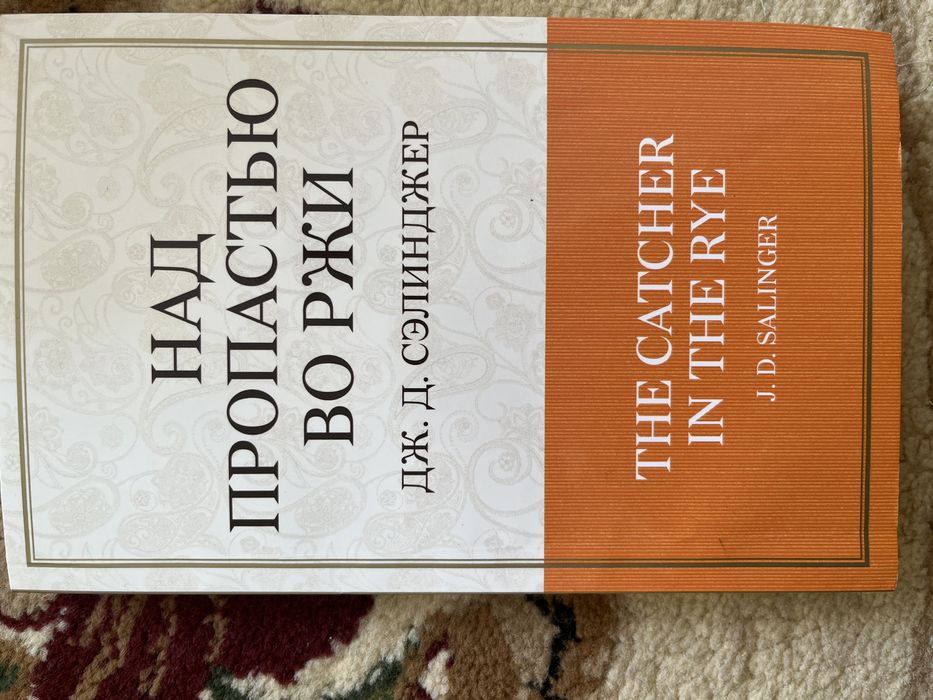 НАД
ПРОПАСТЬЮ
ВО РЖИ
ДЖ. Д. СЭЛИНДЖЕР
THE CATCHER
IN THE RYE
J. D. SALINGER